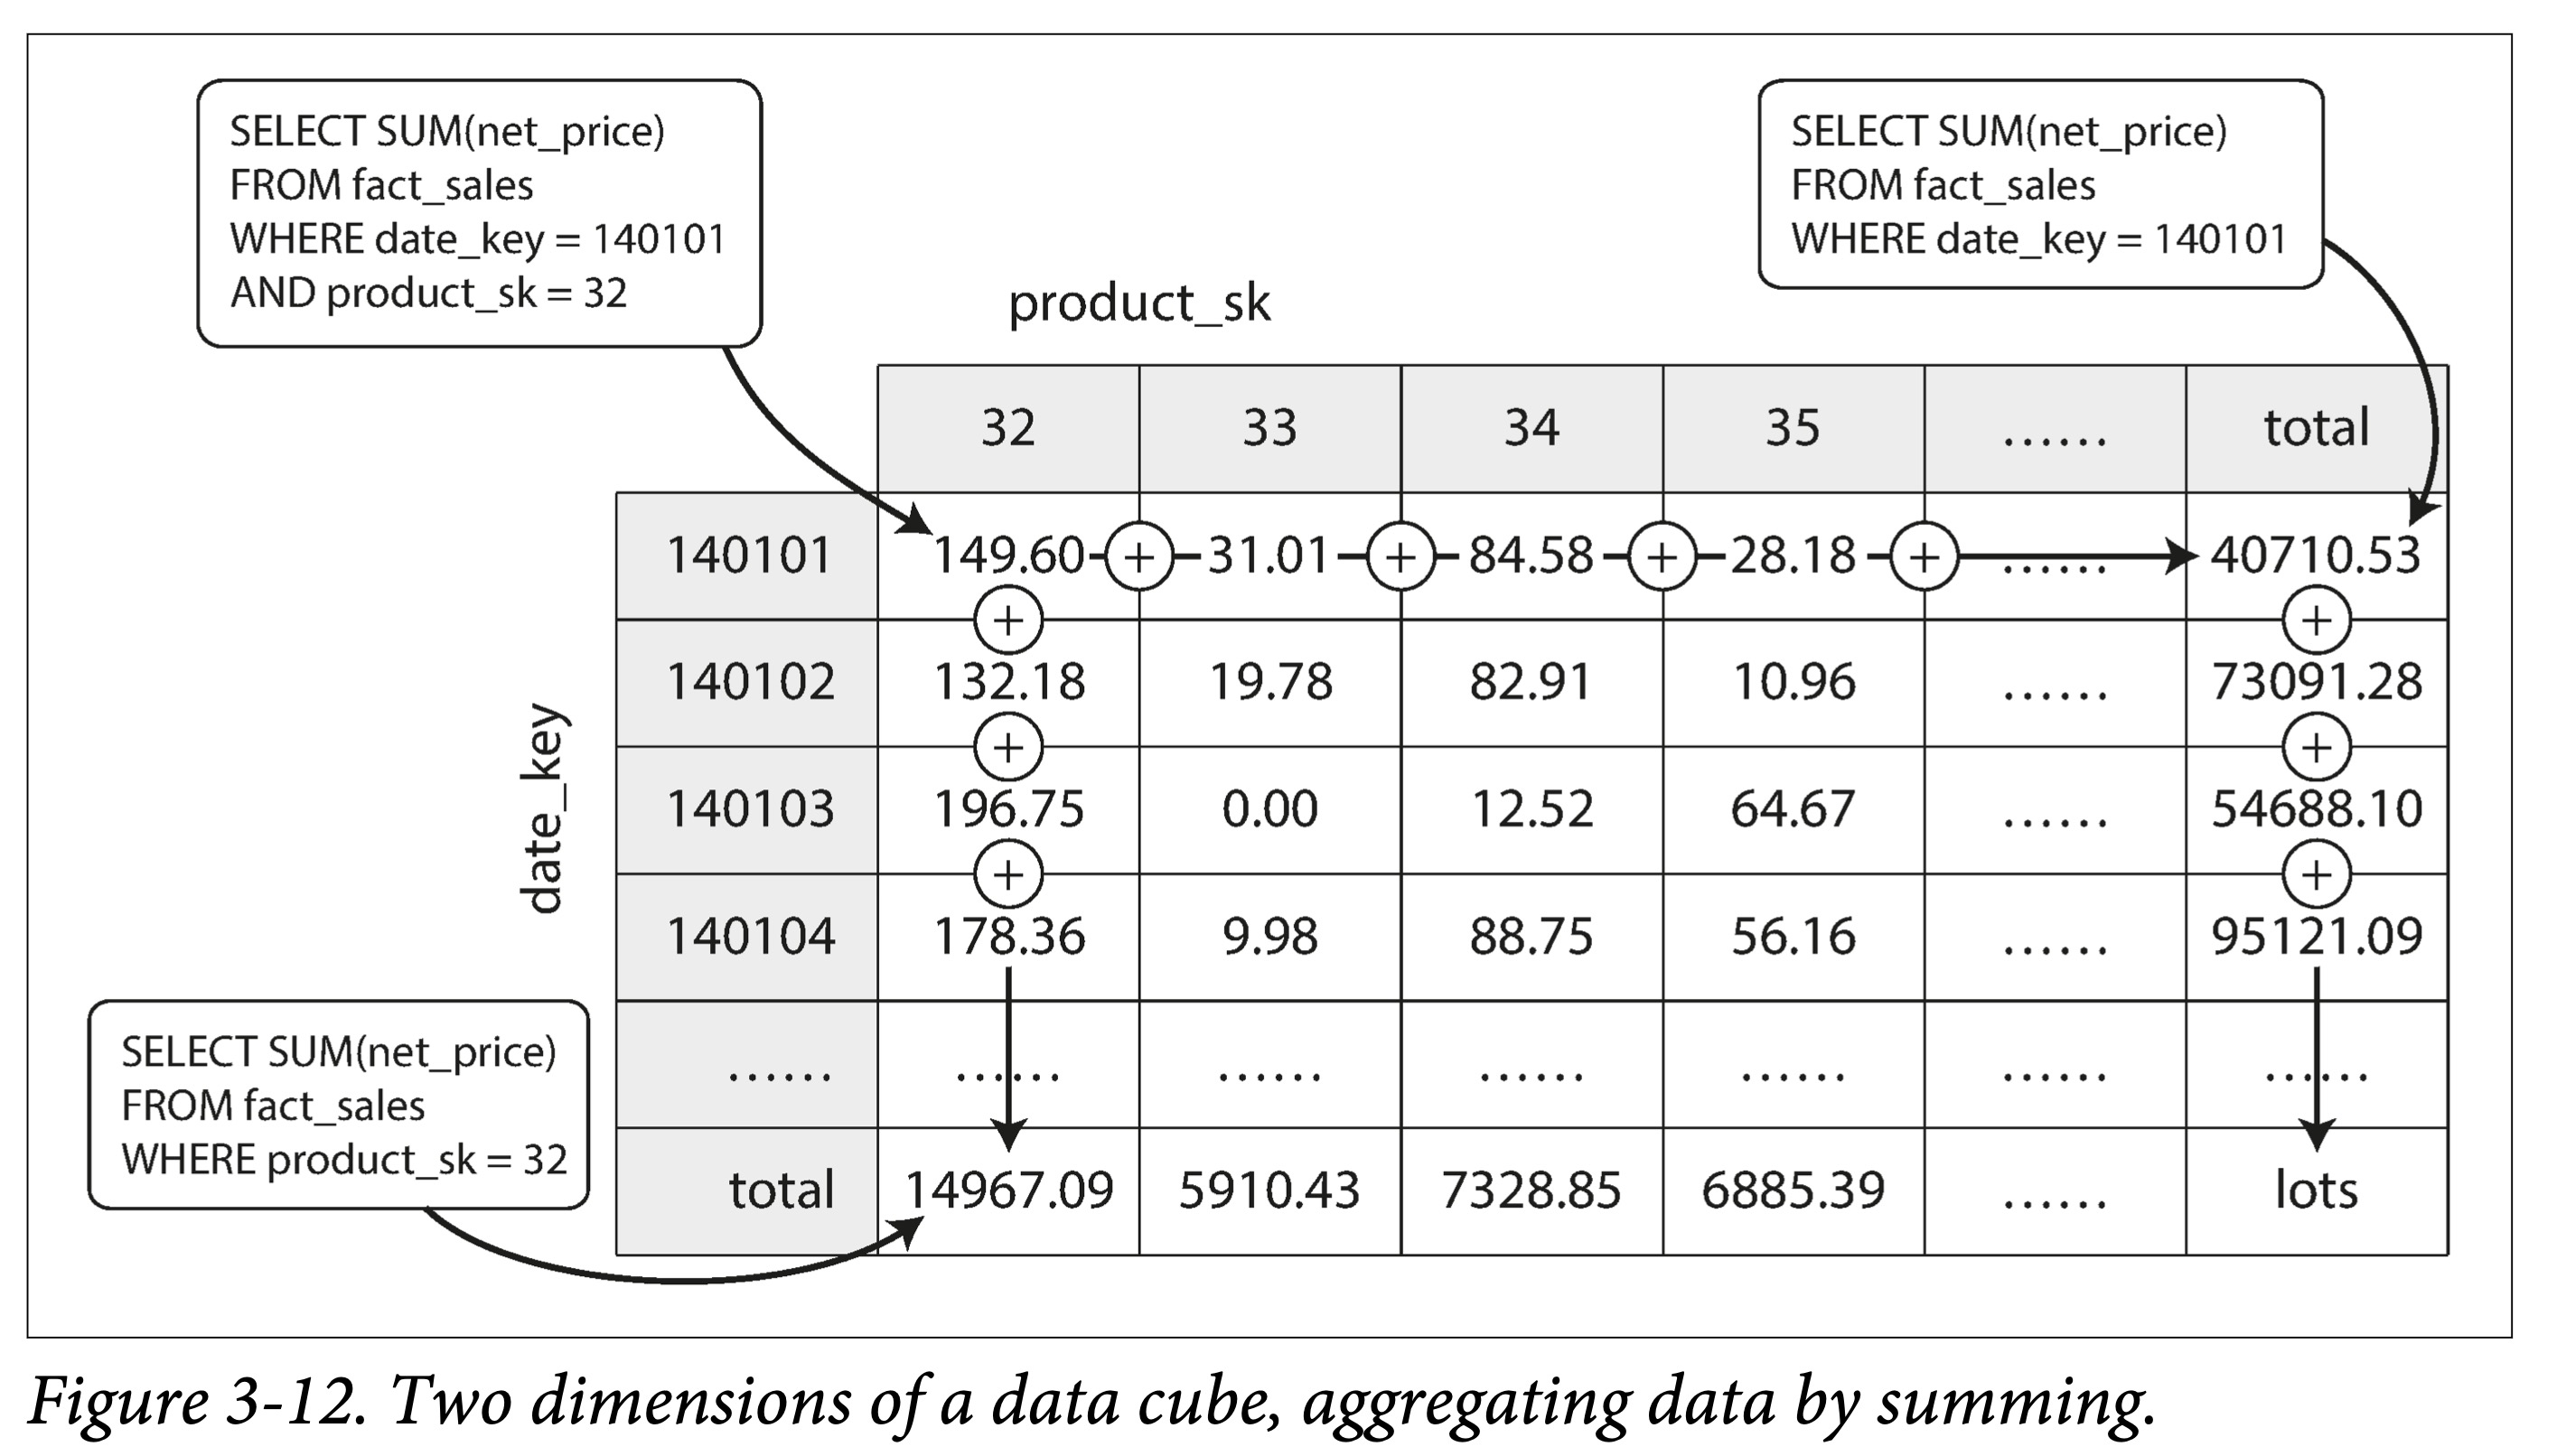 SELECT SUM(net_price)
FROM fact_sales
WHERE date_key = 140101
AND product_sk = 32
SELECT SUM(net_price)
FROM fact_sales
WHERE date_key = 140101
product_sk
32 33 34 35 ...... total
date_key
140101 149.60 + 31.01 + 84.58 + 28.18 + ...... 40710.53
+ +
140102 132.18 19.78 82.91 10.96 ...... 73091.28
+ +
140103 196.75 0.00 12.52 64.67 ...... 54688.10
+ +
140104 178.36 9.98 88.75 56.16 ...... 95121.09
...... ...... ...... ...... ...... ...... ......
total 14967.09 5910.43 7328.85 6885.39 ...... lots
SELECT SUM(net_price)
FROM fact_sales
WHERE product_sk = 32
Figure 3-12. Two dimensions of a data cube, aggregating data by summing.